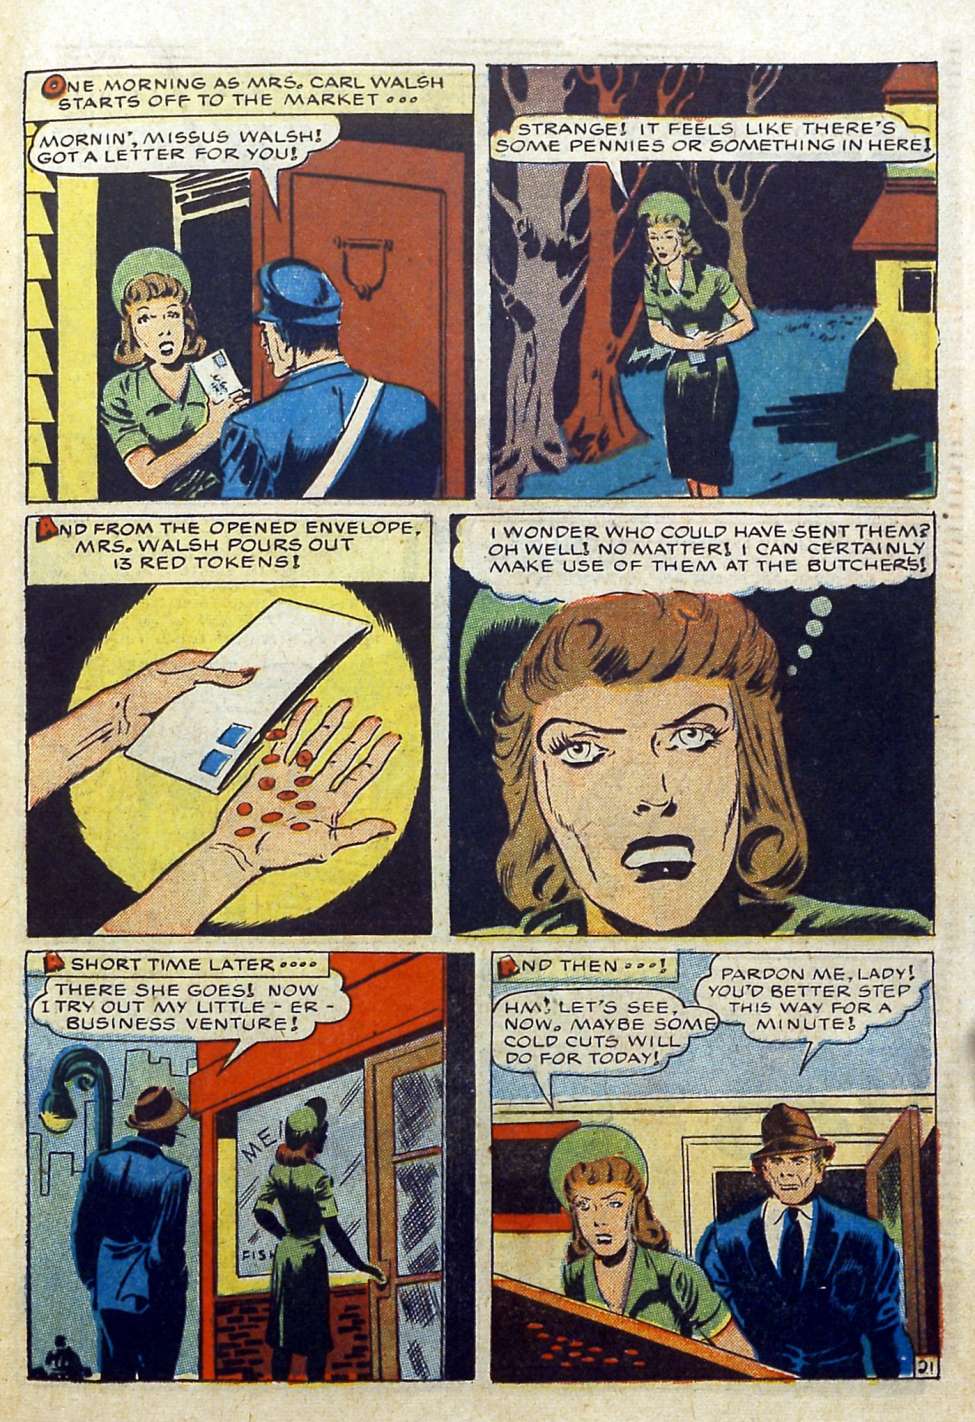 ONE MORNING AS MRS. CARL WALSH
STARTS OFF TO THE MARKET ...
MORNIN', MISSUS WALSH!
GOT A LETTER FOR YOU!
STRANGE! IT FEELS LIKE THERE'S
SOME PENNIES OR SOMETHING IN HERE!
AND FROM THE OPENED ENVELOPE,
MRS. WALSH POURS OUT
13 RED TOKENS!
I WONDER WHO COULD HAVE SENT THEM?
OH WELL! NO MATTER! I CAN CERTAINLY
MAKE USE OF THEM AT THE BUTCHERS!
A SHORT TIME LATER ....
THERE SHE GOES! NOW
I TRY OUT MY LITTLE - ER -
BUSINESS VENTURE!
ME
FISH
AND THEN ...!
HM! LET'S SEE,
NOW. MAYBE SOME
COLD CUTS WILL
DO FOR TODAY!
PARDON ME, LADY!
YOU'D BETTER STEP
THIS WAY FOR A
MINUTE!
21